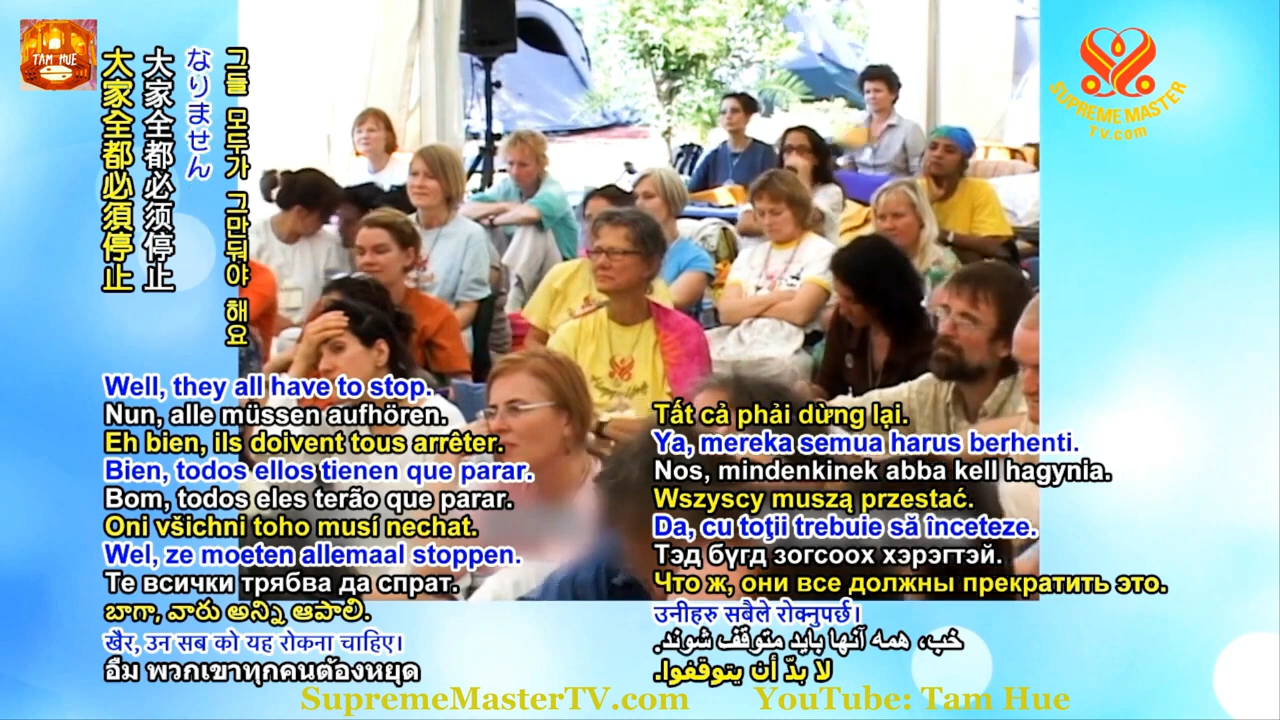 TAM HUE
大家全都必須停止
大家全都必须停止
なりません
그들 모두가 그만둬야 해요
SUPREME MASTER
TV.com
Well, they all have to stop.
Nun, alle müssen aufhören.
Eh bien, ils doivent tous arrêter.
Bien, todos ellos tienen que parar.
Bom, todos eles terão que parar.
Oni všichni toho musí nechat.
Wel, ze moeten allemaal stoppen.
Те всички трябва да спрат.
బాగా, వారు అన్ని ఆపాలి.
खैर, उन सब को यह रोकना चाहिए।
อืม พวกเขาทุกคนต้องหยุด
Tất cả phải dừng lại.
Ya, mereka semua harus berhenti.
Nos, mindenkinek abba kell hagynia.
Wszyscy muszą przestać.
Da, cu toţii trebuie să înceteze.
Тэд бүгд зогсоох хэрэгтэй.
Что ж, они все должны прекратить это.
उनीहरु सबैले रोक्नुपर्छ।
خب، همه آنها باید متوقف شوند.
لا بدّ أن يتوقفوا.
SupremeMasterTV.com
YouTube: Tam Hue